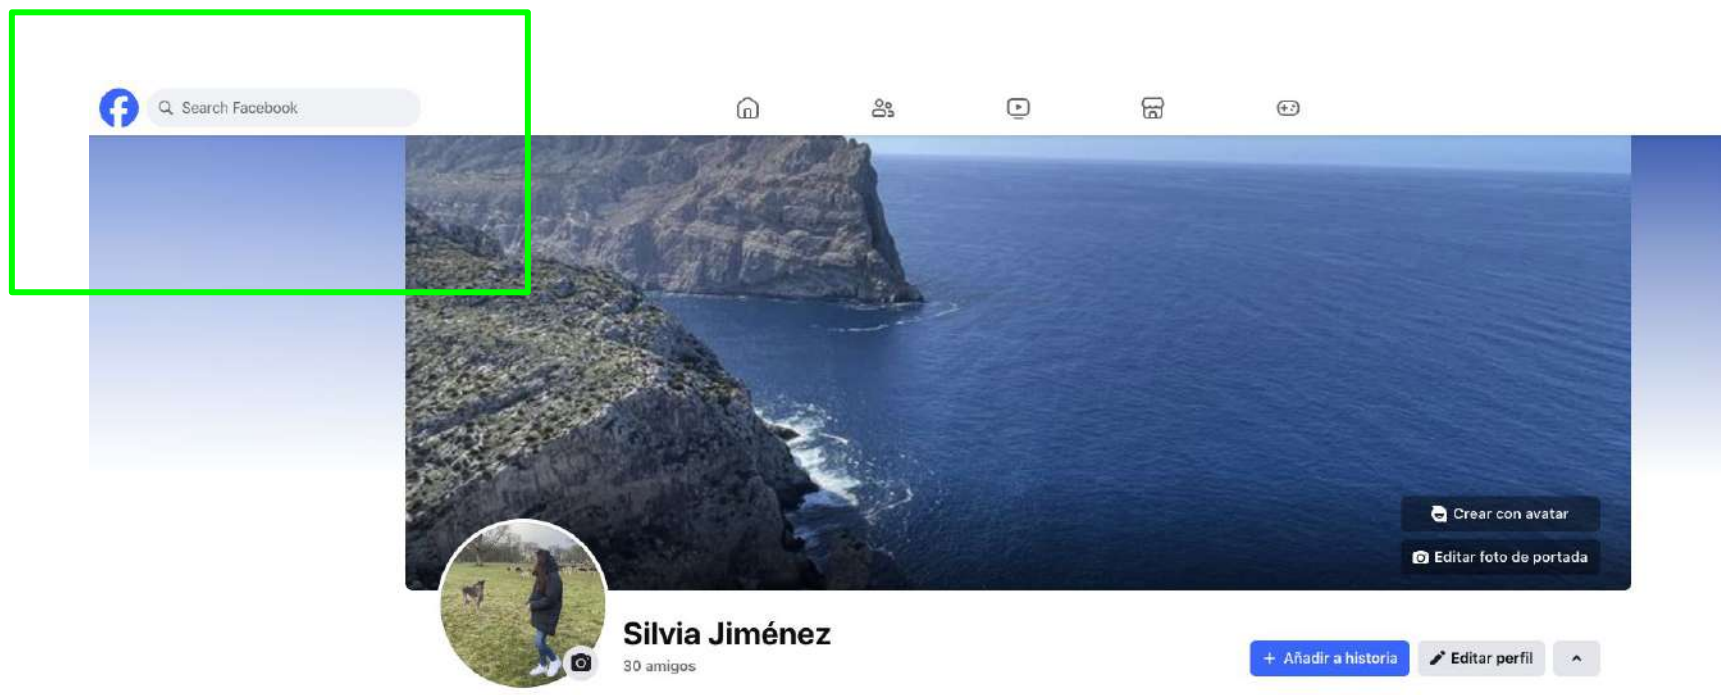 Search Facebook
Crear con avatar
Editar foto de portada
Silvia Jiménez
30 amigos
+ Añadir a historia
Editar perfil